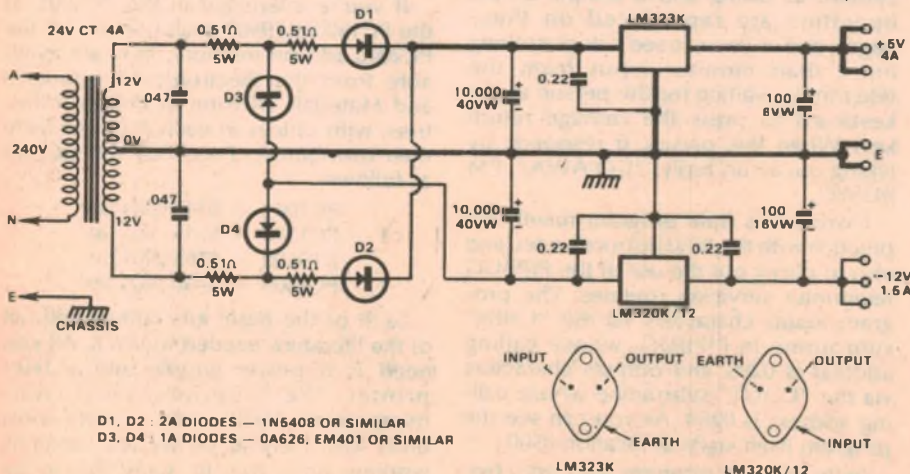 24V CT 4A
0.51Ω
5W
0.51Ω
5W
D1
LM323K
+5V
4A
A
12V
.047
D3
10,000
40VW
0.22
100
6VW
240V
0V
E
N
12V
.047
D4
10,000
40VW
0.22
0.22
100
16VW
0.51Ω
5W
0.51Ω
5W
D2
LM320K/12
-12V
1.5A
E
CHASSIS
INPUT
OUTPUT
EARTH
LM323K
EARTH
OUTPUT
INPUT
LM320K/12
D1, D2 : 2A DIODES — 1N5408 OR SIMILAR
D3, D4 : 1A DIODES — 0A626, EM401 OR SIMILAR